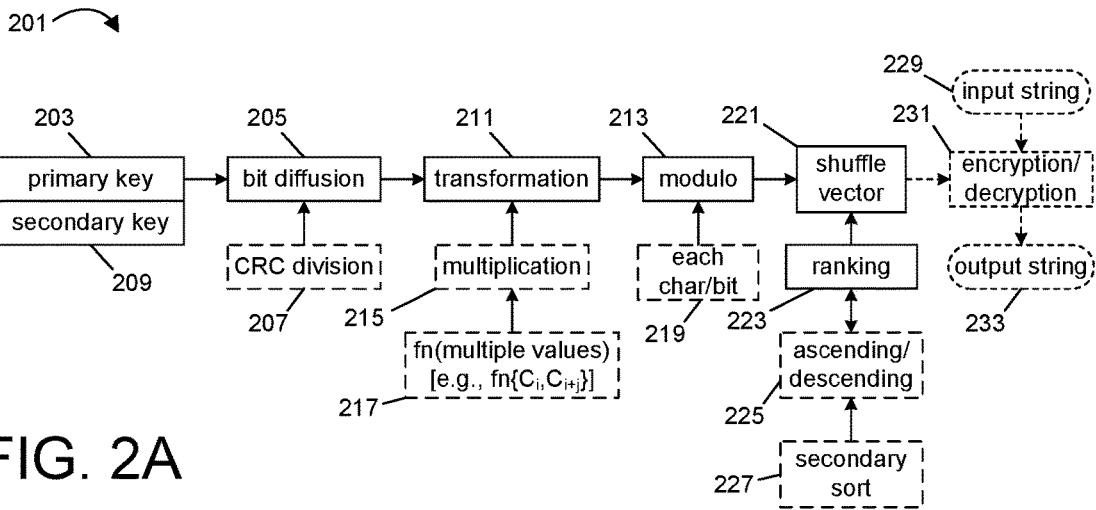 201
229
input string
203
205
211
213
221
231
primary key
bit diffusion
transformation
modulo
shuffle
vector
encryption/
decryption
secondary key
CRC division
multiplication
each
char/bit
ranking
output string
209
207
215
219
223
233
fn(multiple values)
[e.g., fn{Ci,Ci+j}]
ascending/
descending
217
225
FIG. 2A
secondary
sort
227